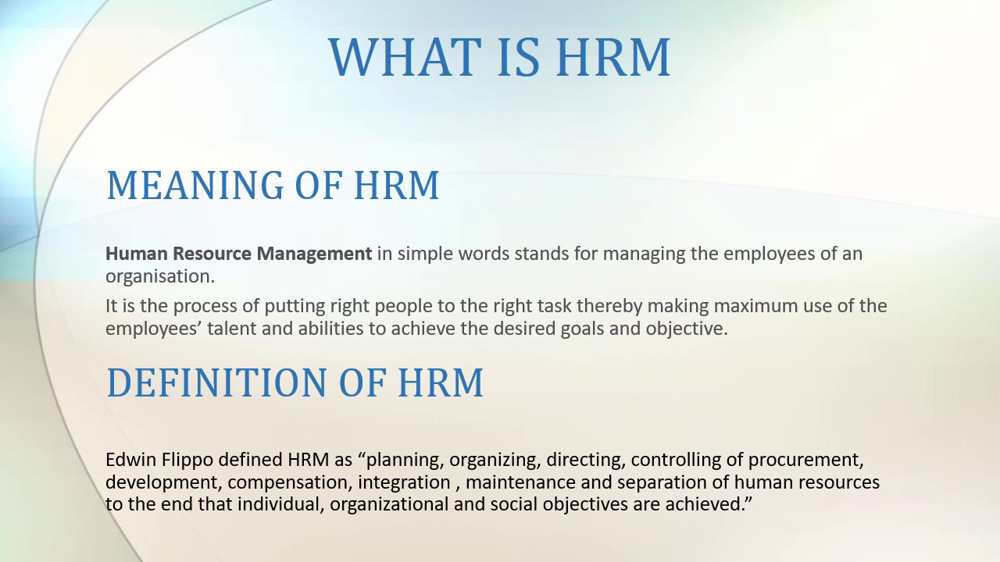 WHAT IS HRM
MEANING OF HRM
Human Resource Management in simple words stands for managing the employees of an
organisation.
It is the process of putting right people to the right task thereby making maximum use of the
employees’ talent and abilities to achieve the desired goals and objective.
DEFINITION OF HRM
Edwin Flippo defined HRM as “planning, organizing, directing, controlling of procurement,
development, compensation, integration , maintenance and separation of human resources
to the end that individual, organizational and social objectives are achieved.”